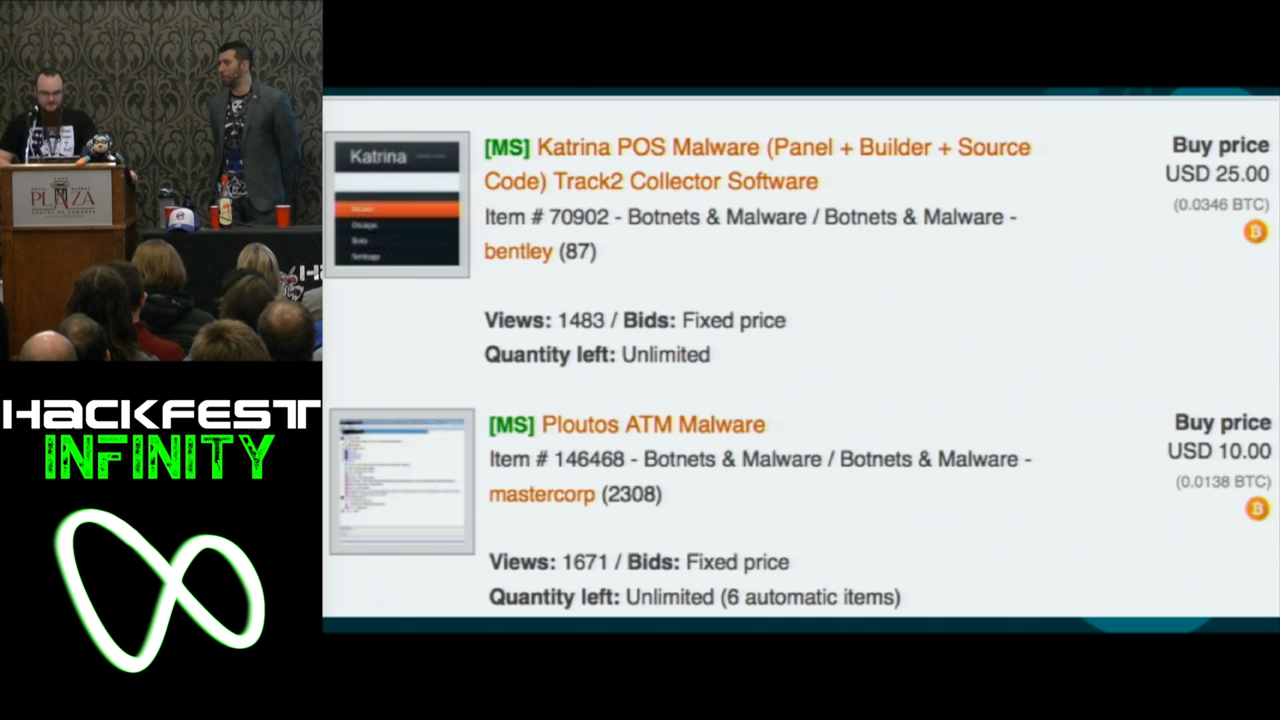 PLAZA
HACKFEST
INFINITY
Katrina
[MS] Katrina POS Malware (Panel + Builder + Source
Code) Track2 Collector Software
Item # 70902 - Botnets & Malware / Botnets & Malware -
bentley (87)
Views: 1483 / Bids: Fixed price
Quantity left: Unlimited
Buy price
USD 25.00
(0.0346 BTC)
[MS] Ploutos ATM Malware
Item # 146468 - Botnets & Malware / Botnets & Malware -
mastercorp (2308)
Views: 1671 / Bids: Fixed price
Quantity left: Unlimited (6 automatic items)
Buy price
USD 10.00
(0.0138 BTC)